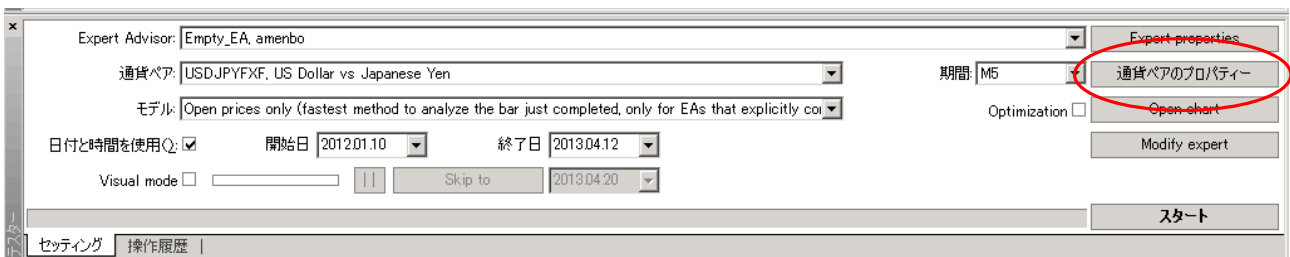 Expert Advisor: Empty_EA, amenbo Expert properties
通貨ペア: USDJPYFXF, US Dollar vs Japanese Yen 期間: M5 通貨ペアのプロパティー
モデル: Open prices only (fastest method to analyze the bar just completed, only for EAs that explicitly co Optimization Open chart
日付と時間を使用(): 開始日 2012.01.10 終了日 2013.04.12 Modify expert
Visual mode Skip to 2013.04.20
スタート
テスター
セッティング 操作履歴